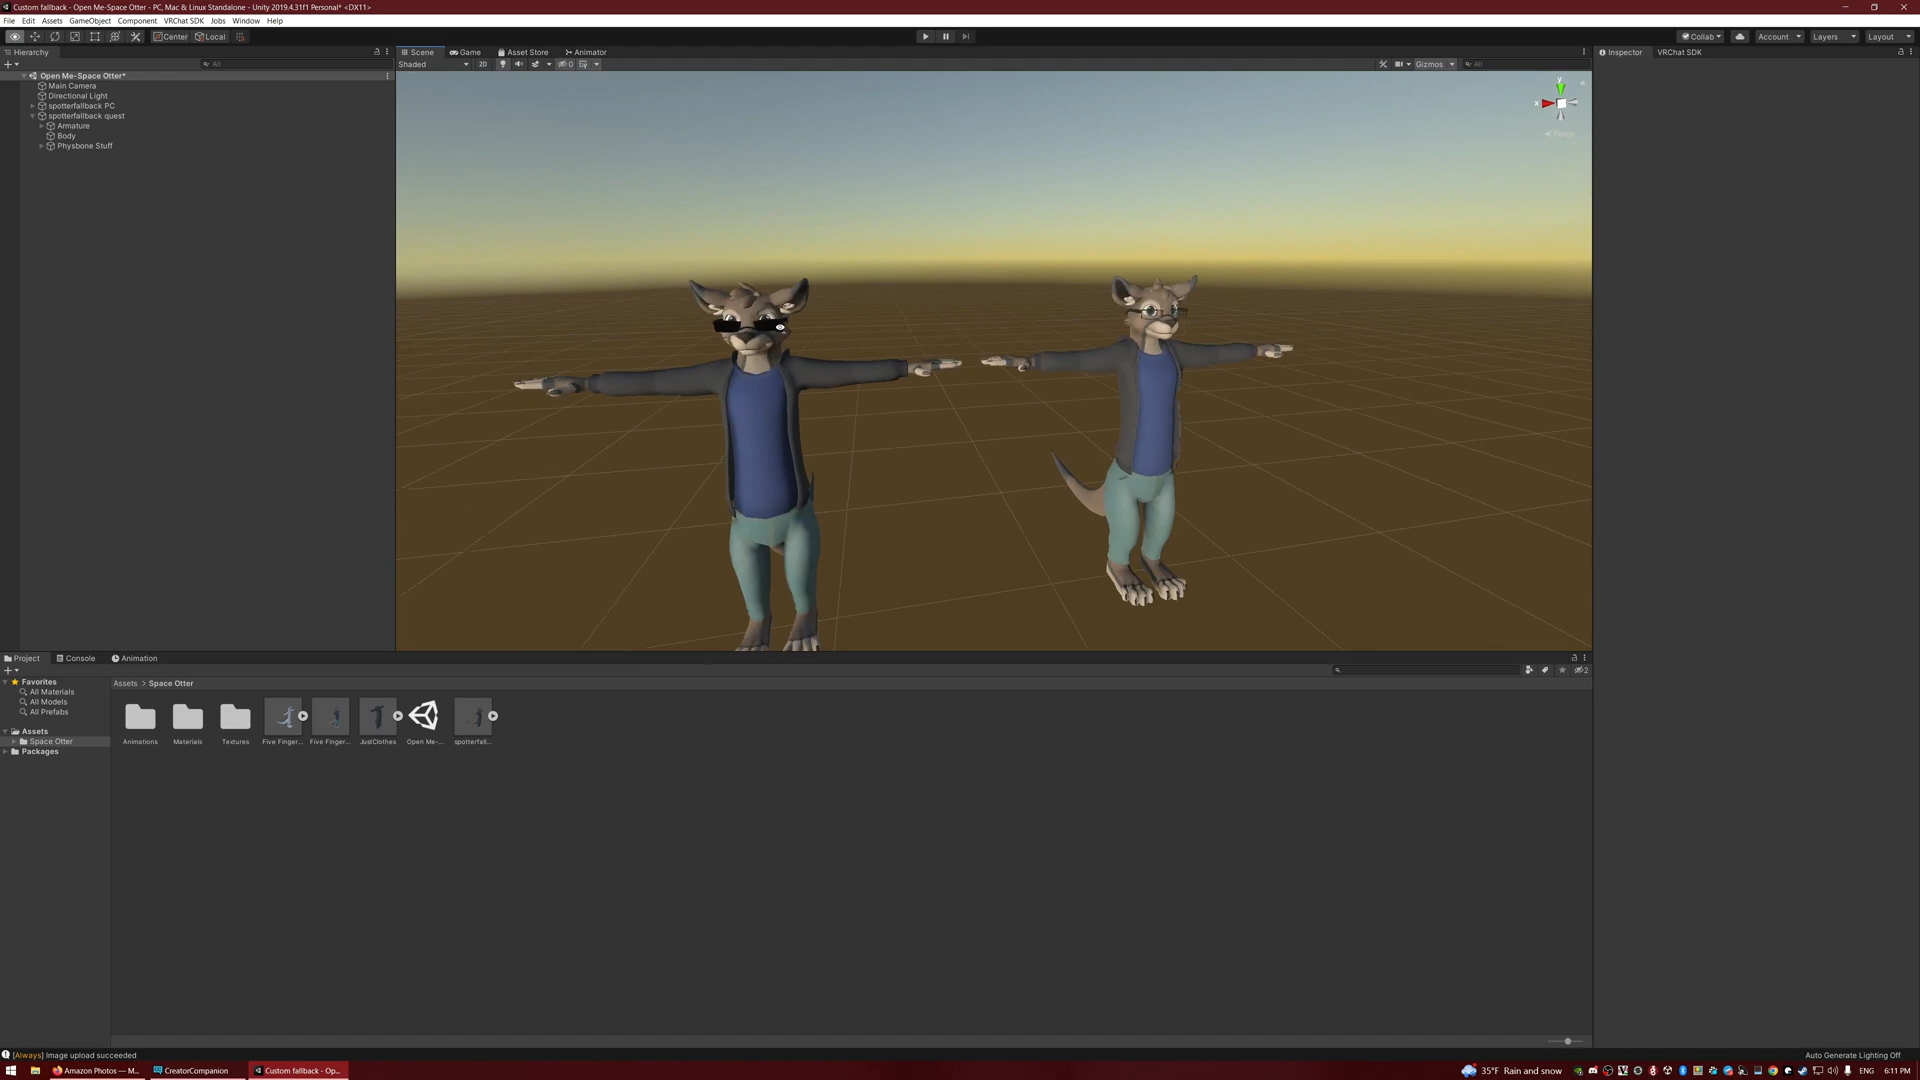 Custom fallback - Open Me-Space Otter - PC, Mac & Linux Standalone - Unity 2019.4.31f1 Personal* <DX11>
File Edit Assets GameObject Component VRChat SDK Jobs Window Help
Center Local
Collab Account Layers Layout
Hierarchy
Scene Game Asset Store Animator
Inspector VRChat SDK
All
Shaded 2D 0
Gizmos All
Open Me-Space Otter*
Main Camera
Directional Light
spotterfallback PC
spotterfallback quest
Armature
Body
Physbone Stuff
y
x
Persp
Project Console Animation
2
Favorites
All Materials
All Models
All Prefabs
Assets
Space Otter
Packages
Assets > Space Otter
Animations Materials Textures Five Finger... Five Finger... JustClothes Open Me-... spotterfall...
[Always] Image upload succeeded
Auto Generate Lighting Off
Amazon Photos — M... CreatorCompanion Custom fallback - Op...
35°F Rain and snow ENG 6:11 PM